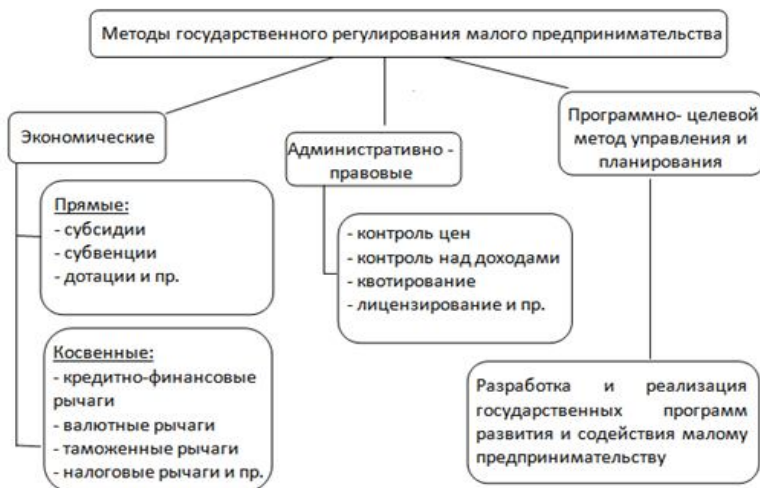 Методы государственного регулирования малого предпринимательства
Экономические
Прямые:
- субсидии
- субвенции
- дотации и пр.
Косвенные:
- кредитно-финансовые
рычаги
- валютные рычаги
- таможенные рычаги
- налоговые рычаги и пр.
Административно -
правовые
- контроль цен
- контроль над доходами
- квотирование
- лицензирование и пр.
Программно- целевой
метод управления и
планирования
Разработка и реализация
государственных программ
развития и содействия малому
предпринимательству